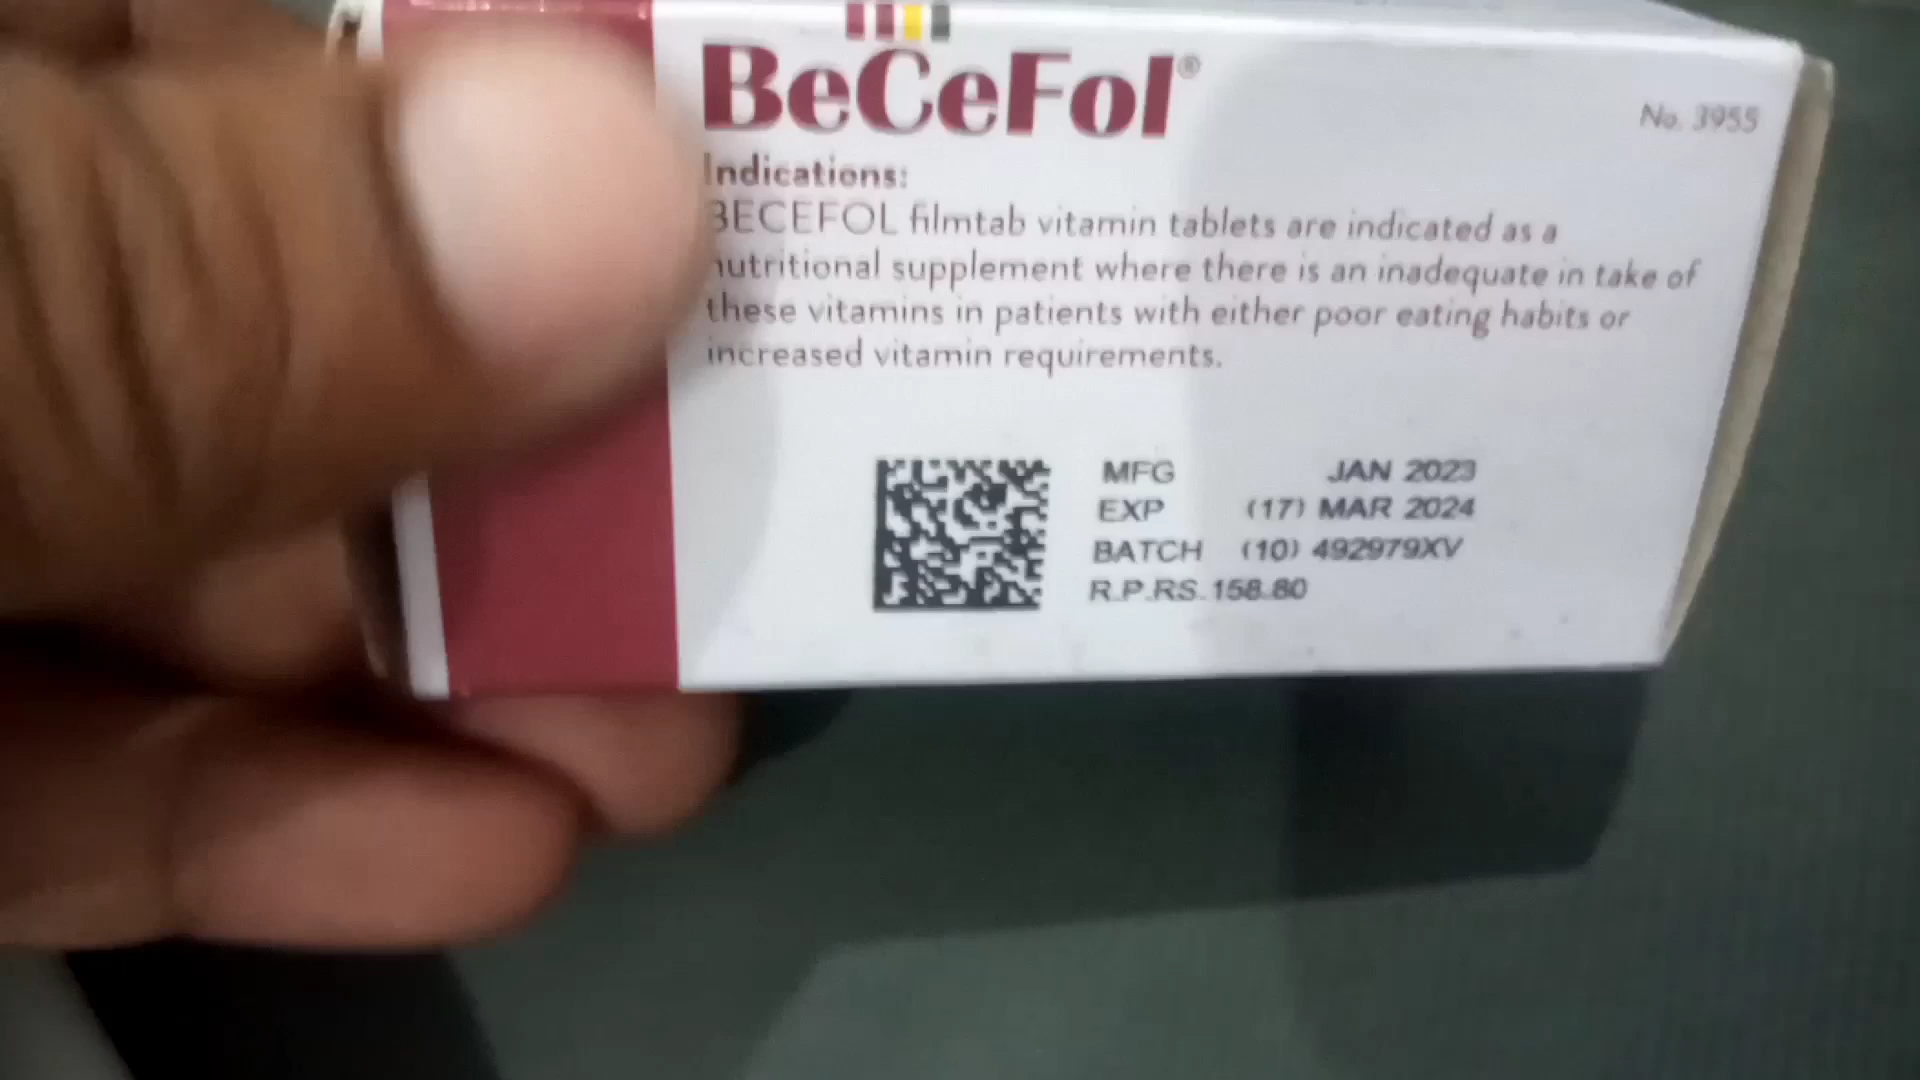 BeCeFol®
No. 3955
Indications:
BECEFOL filmtab vitamin tablets are indicated as a
nutritional supplement where there is an inadequate in take of
these vitamins in patients with either poor eating habits or
increased vitamin requirements.
MFG JAN 2023
EXP (17) MAR 2024
BATCH (10) 492979XV
R.P.RS.158.80